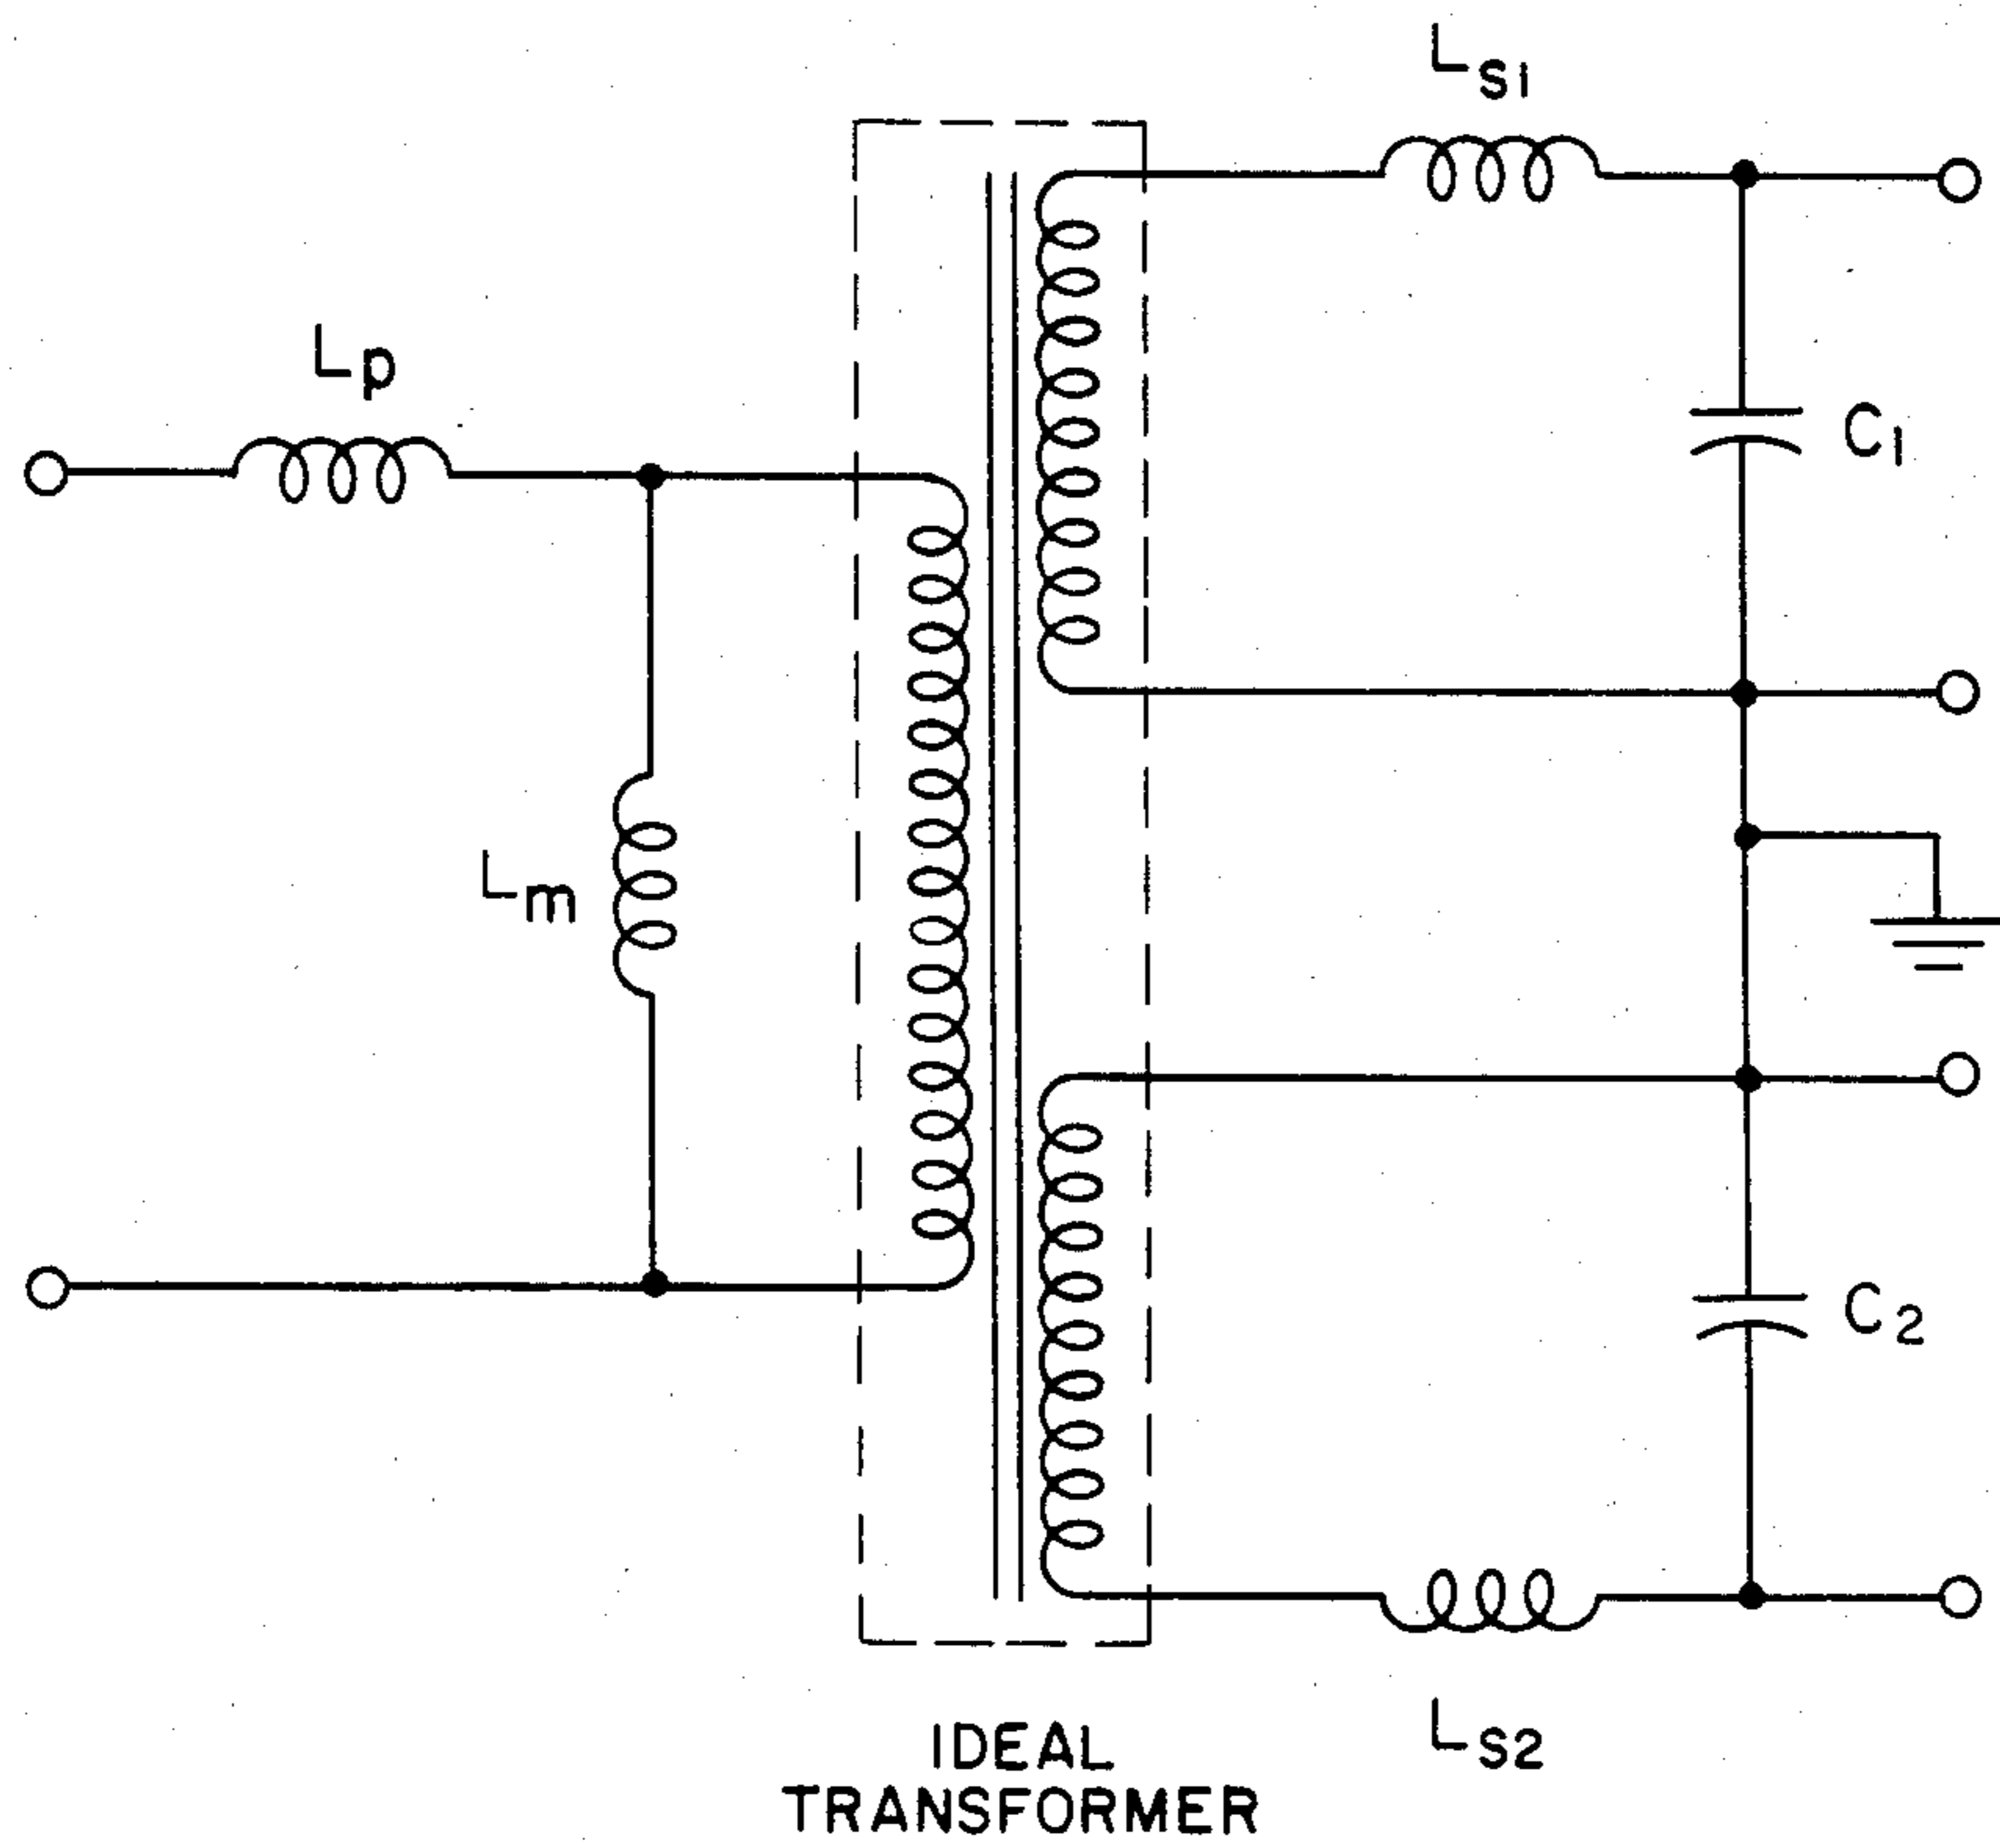 Ls1
Lp
C1
Lm
C2
Ls2
IDEAL
TRANSFORMER